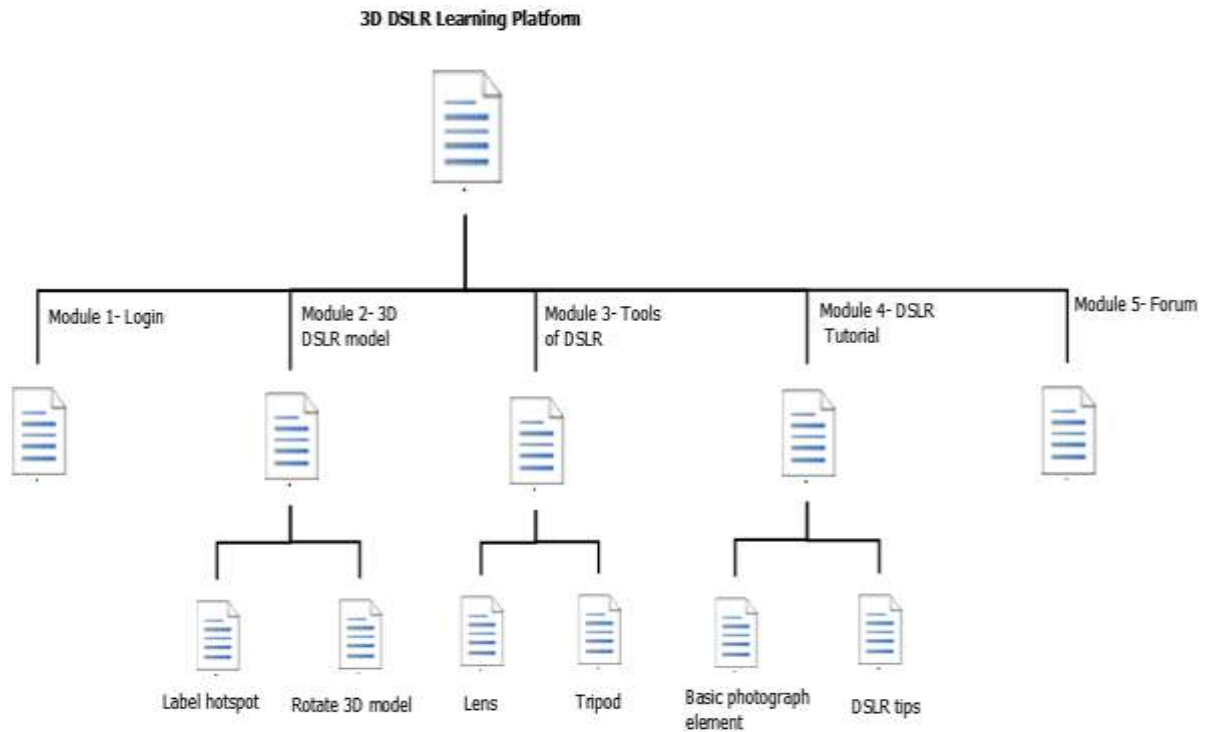 3D DSLR Learning Platform
Module 1- Login
Module 2- 3D
DSLR model
Module 3- Tools
of DSLR
Module 4- DSLR
Tutorial
Module 5- Forum
Label hotspot
Rotate 3D model
Lens
Tripod
Basic photograph
element
DSLR tips